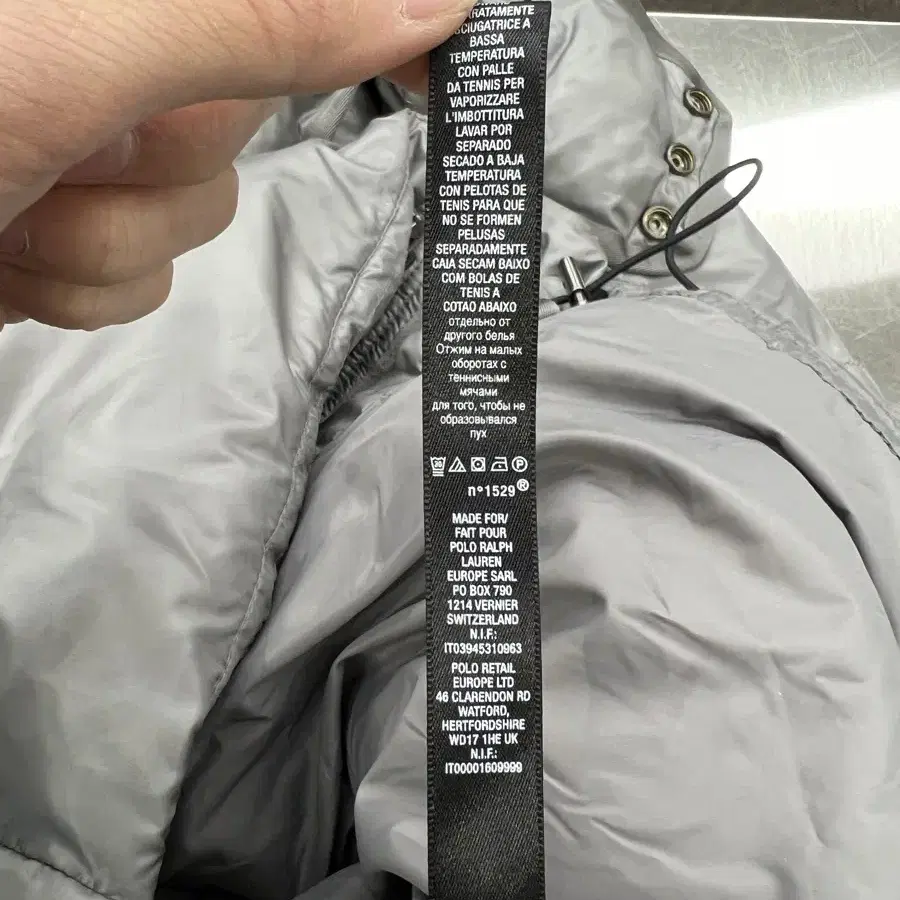 SCIUGATRICE A
BASSA
TEMPERATURA
CON PALLE
DA TENNIS PER
VAPORIZZARE
L'IMBOTTITURA
LAVAR POR
SEPARADO
SECADO A BAJA
TEMPERATURA
CON PELOTAS DE
TENIS PARA QUE
NO SE FORMEN
PELUSAS
SEPARADAMENTE
CAIA SECAM BAIXO
COM BOLAS DE
TENIS A
COTAO ABAIXO
отдельно от
другого белья
Отжим на малых
оборотах с
теннисными
мячами
для того, чтобы не
образовывался
пух
30 P
nº1529®
MADE FOR/
FAIT POUR
POLO RALPH
LAUREN
EUROPE SARL
PO BOX 790
1214 VERNIER
SWITZERLAND
N.I.F.:
IT03945310963
POLO RETAIL
EUROPE LTD
46 CLARENDON RD
WATFORD,
HERTFORDSHIRE
WD17 1HE UK
N.I.F.:
IT00001609999